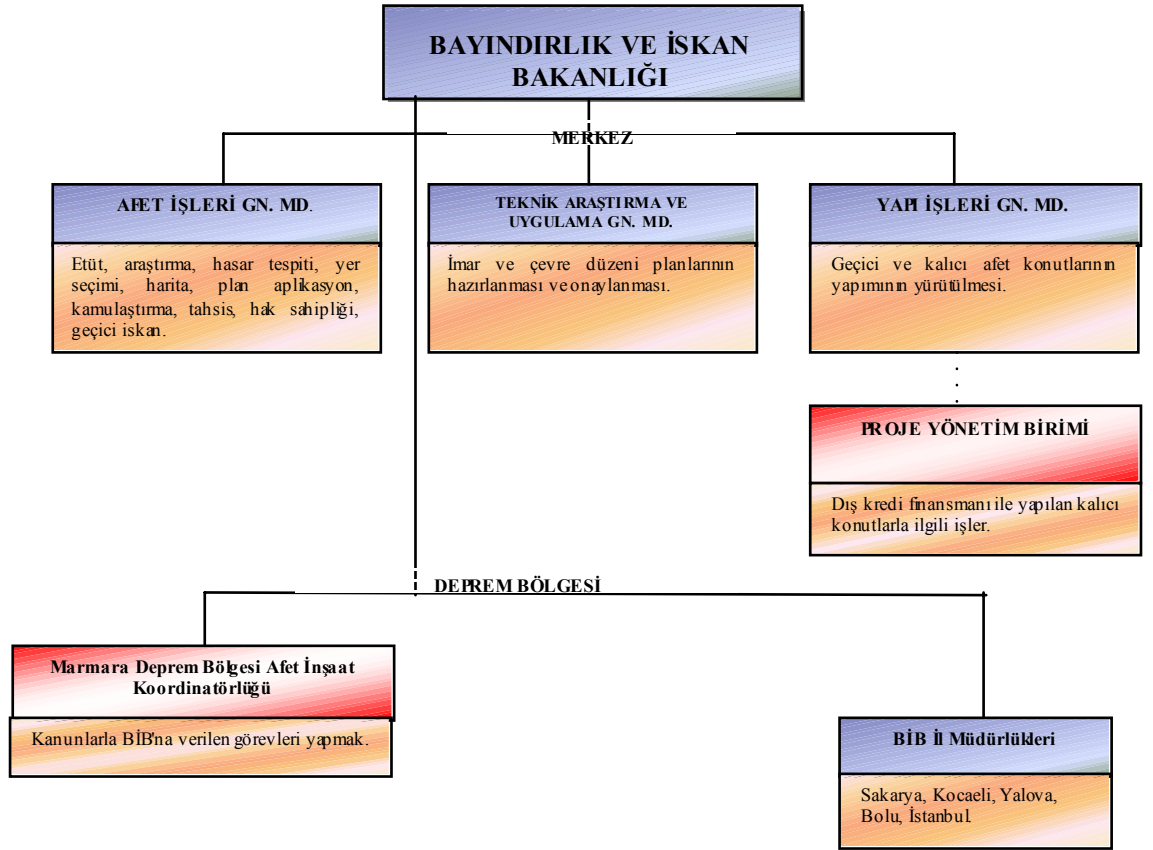 BAYINDIRLIK VE İSKAN
BAKANLIĞI
MERKEZ
AFET İŞLERİ GN. MD.
Etüt, araştırma, hasar tespiti, yer
seçimi, harita, plan aplikasyon,
kamulaştırma, tahsis, hak sahipliği,
geçici iskan.
TEKNİK ARAŞTIRMA VE
UYGULAMA GN. MD.
İmar ve çevre düzeni planlarının
hazırlanması ve onaylanması.
YAPI İŞLERİ GN. MD.
Geçici ve kalıcı afet konutlarının
yapımının yürütülmesi.
PROJE YÖNETİM BİRİMİ
Dış kredi finansmanı ile yapılan kalıcı
konutlarla ilgili işler.
DEPREM BÖLGESİ
Marmara Deprem Bölgesi Afet İnşaat
Koordinatörlüğü
Kanunlarla BİB'na verilen görevleri yapmak.
BİB İl Müdürlükleri
Sakarya, Kocaeli, Yalova,
Bolu, İstanbul.